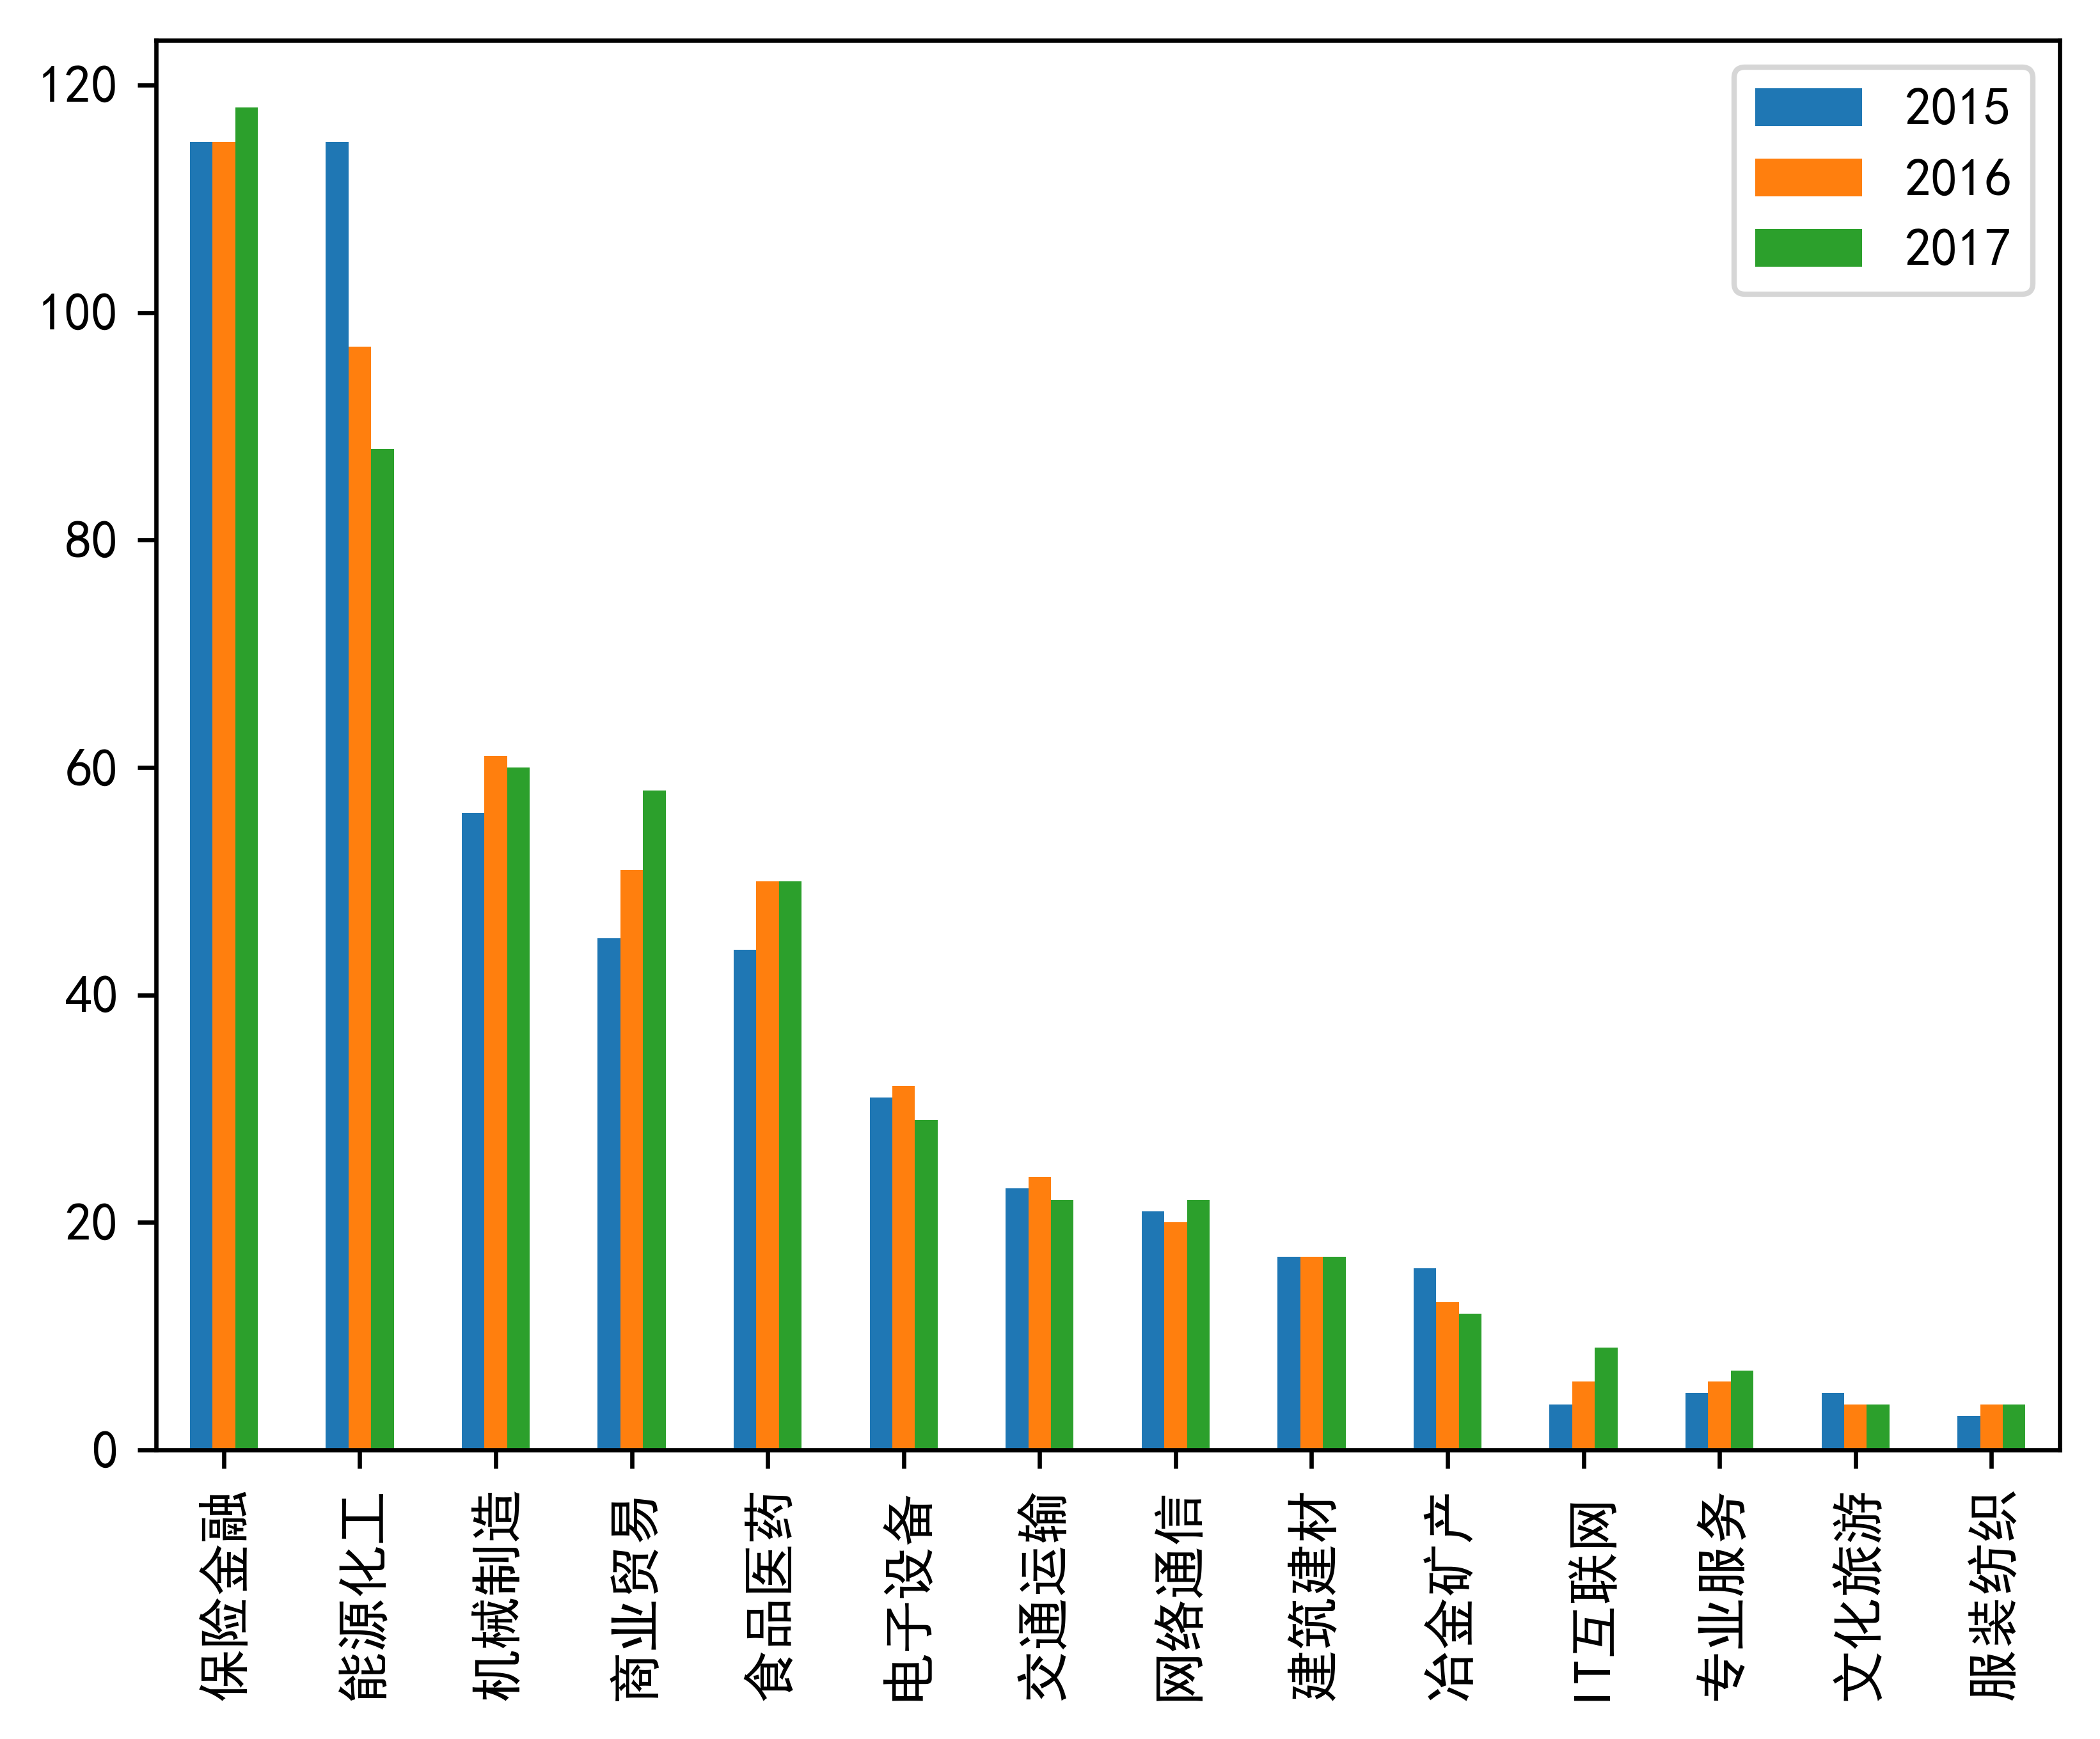 120
100
80
60
40
20
0
2015
2016
2017
保险金融
能源化工
机械制造
商业贸易
食品医药
电子设备
交通运输
网络通信
建筑建材
冶金矿产
IT互联网
专业服务
文化旅游
服装纺织